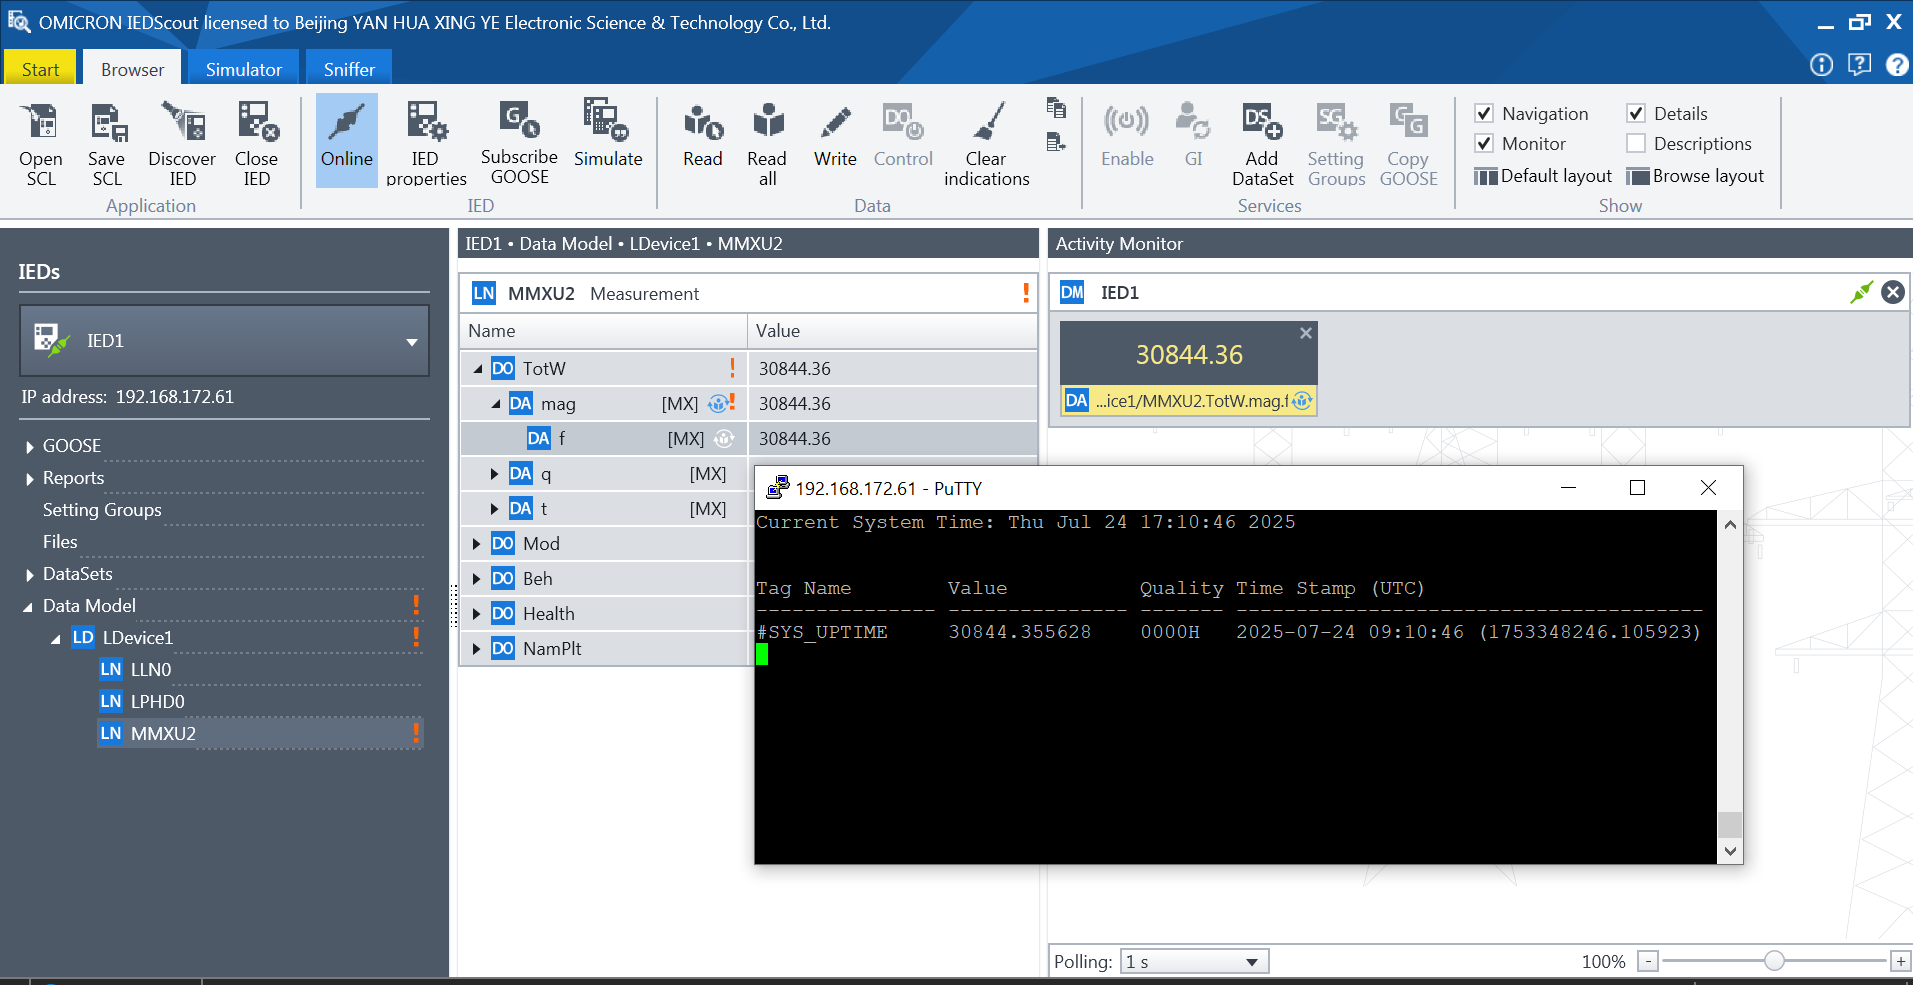 OMICRON IEDScout licensed to Beijing YAN HUA XING YE Electronic Science & Technology Co., Ltd.
Start Browser Simulator Sniffer
Open SCL
Save SCL
Discover IED
Close IED
Application
Online
IED properties
Subscribe GOOSE
Simulate
IED
Read
Read all
Write
Control
Clear indications
Data
Enable
GI
Add DataSet
Setting Groups
Copy GOOSE
Services
Navigation
Details
Monitor
Descriptions
Default layout
Browse layout
Show
IEDs
IED1
IP address: 192.168.172.61
GOOSE
Reports
Setting Groups
Files
DataSets
Data Model !
LD LDevice1 !
LN LLN0
LN LPHD0
LN MMXU2 !
IED1 • Data Model • LDevice1 • MMXU2
LN MMXU2 Measurement !
Name Value
DO TotW ! 30844.36
DA mag [MX] ! 30844.36
DA f [MX] 30844.36
DA q [MX]
DA t [MX]
DO Mod
DO Beh
DO Health
DO NamPlt
Activity Monitor
DM IED1
30844.36
DA ...ice1/MMXU2.TotW.mag.f
192.168.172.61 - PuTTY
Current System Time: Thu Jul 24 17:10:46 2025
Tag Name Value Quality Time Stamp (UTC)
--------------- -------------- ------- ---------------------------------------
#SYS_UPTIME 30844.355628 0000H 2025-07-24 09:10:46 (1753348246.105923)
Polling: 1 s
100% - +